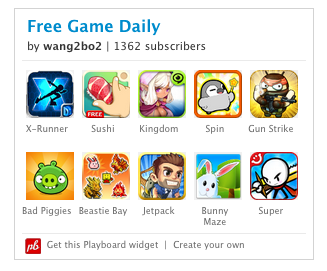 Free Game Daily
by wang2bo2 | 1362 subscribers
FREE
X-Runner Sushi Kingdom Spin Gun Strike
Bad Piggies Beastie Bay Jetpack Bunny Super
Maze
pb Get this Playboard widget | Create your own